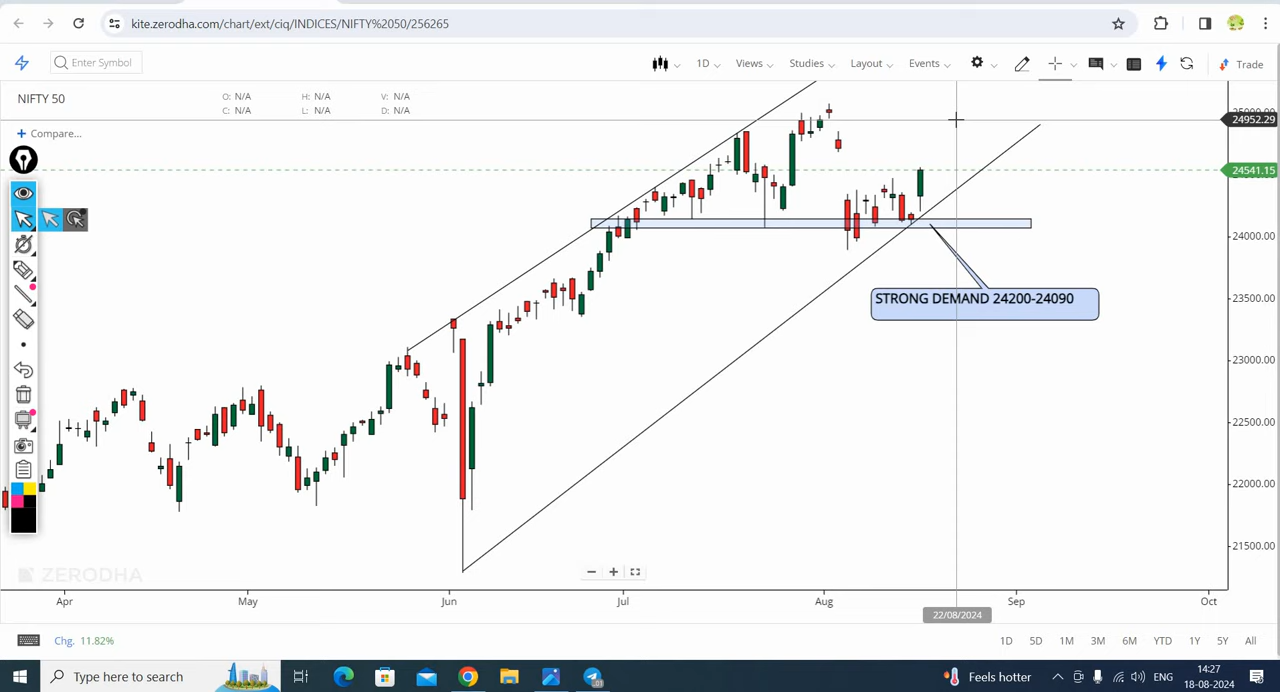 kite.zerodha.com/chart/ext/ciq/INDICES/NIFTY%2050/256265
Enter Symbol
1D
Views
Studies
Layout
Events
Trade
NIFTY 50
O: N/A H: N/A V: N/A
C: N/A L: N/A D: N/A
+ Compare...
24952.29
24541.15
24000.00
STRONG DEMAND 24200-24090
23500.00
23000.00
22500.00
22000.00
21500.00
ZERODHA
Apr May Jun Jul Aug Sep Oct
22/08/2024
Chg. 11.82%
1D 5D 1M 3M 6M YTD 1Y 5Y All
Type here to search
Feels hotter
ENG
14:27
18-08-2024